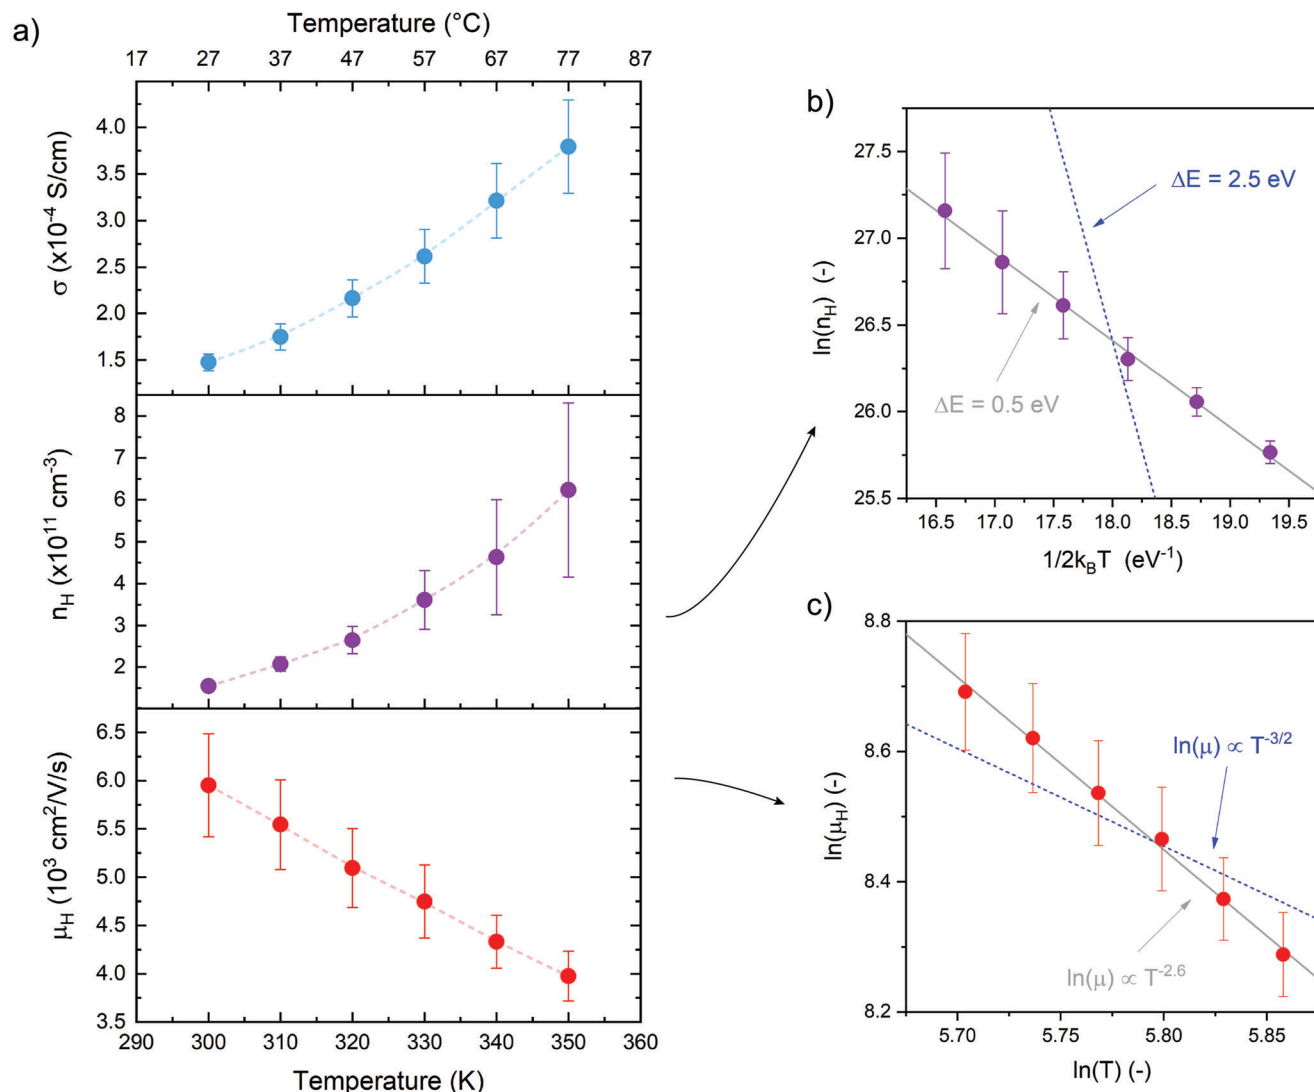 a)
Temperature (°C)
17 27 37 47 57 67 77 87
σ (x10⁻⁴ S/cm)
4.0
3.5
3.0
2.5
2.0
1.5
n_H (x10¹¹ cm⁻³)
8
7
6
5
4
3
2
μ_H (10³ cm²/V/s)
6.5
6.0
5.5
5.0
4.5
4.0
3.5
290 300 310 320 330 340 350 360
Temperature (K)
b)
ln(n_H) (-)
27.5
27.0
26.5
26.0
25.5
ΔE = 2.5 eV
ΔE = 0.5 eV
16.5 17.0 17.5 18.0 18.5 19.0 19.5
1/2k_BT (eV⁻¹)
c)
ln(μ_H) (-)
8.8
8.6
8.4
8.2
ln(μ) ∝ T⁻³ᐟ²
ln(μ) ∝ T⁻²·⁶
5.70 5.75 5.80 5.85
ln(T) (-)